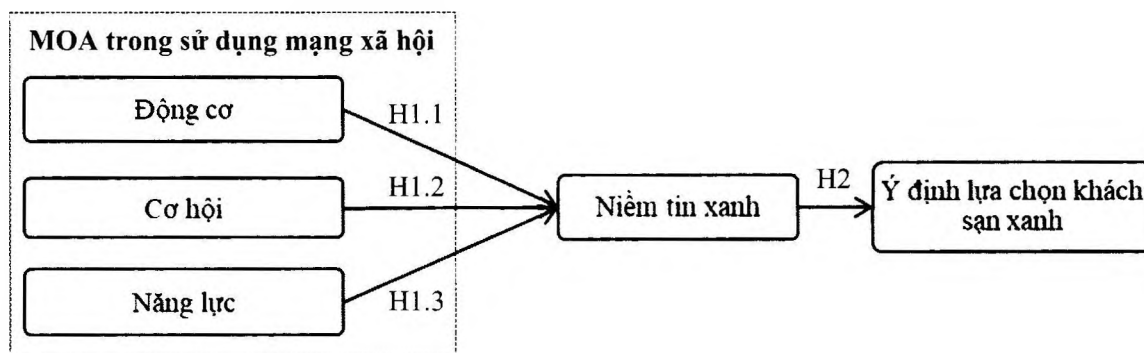 MOA trong sử dụng mạng xã hội
Động cơ
H1.1
Cơ hội
H1.2
Năng lực
H1.3
Niềm tin xanh
H2
Ý định lựa chọn khách
sạn xanh